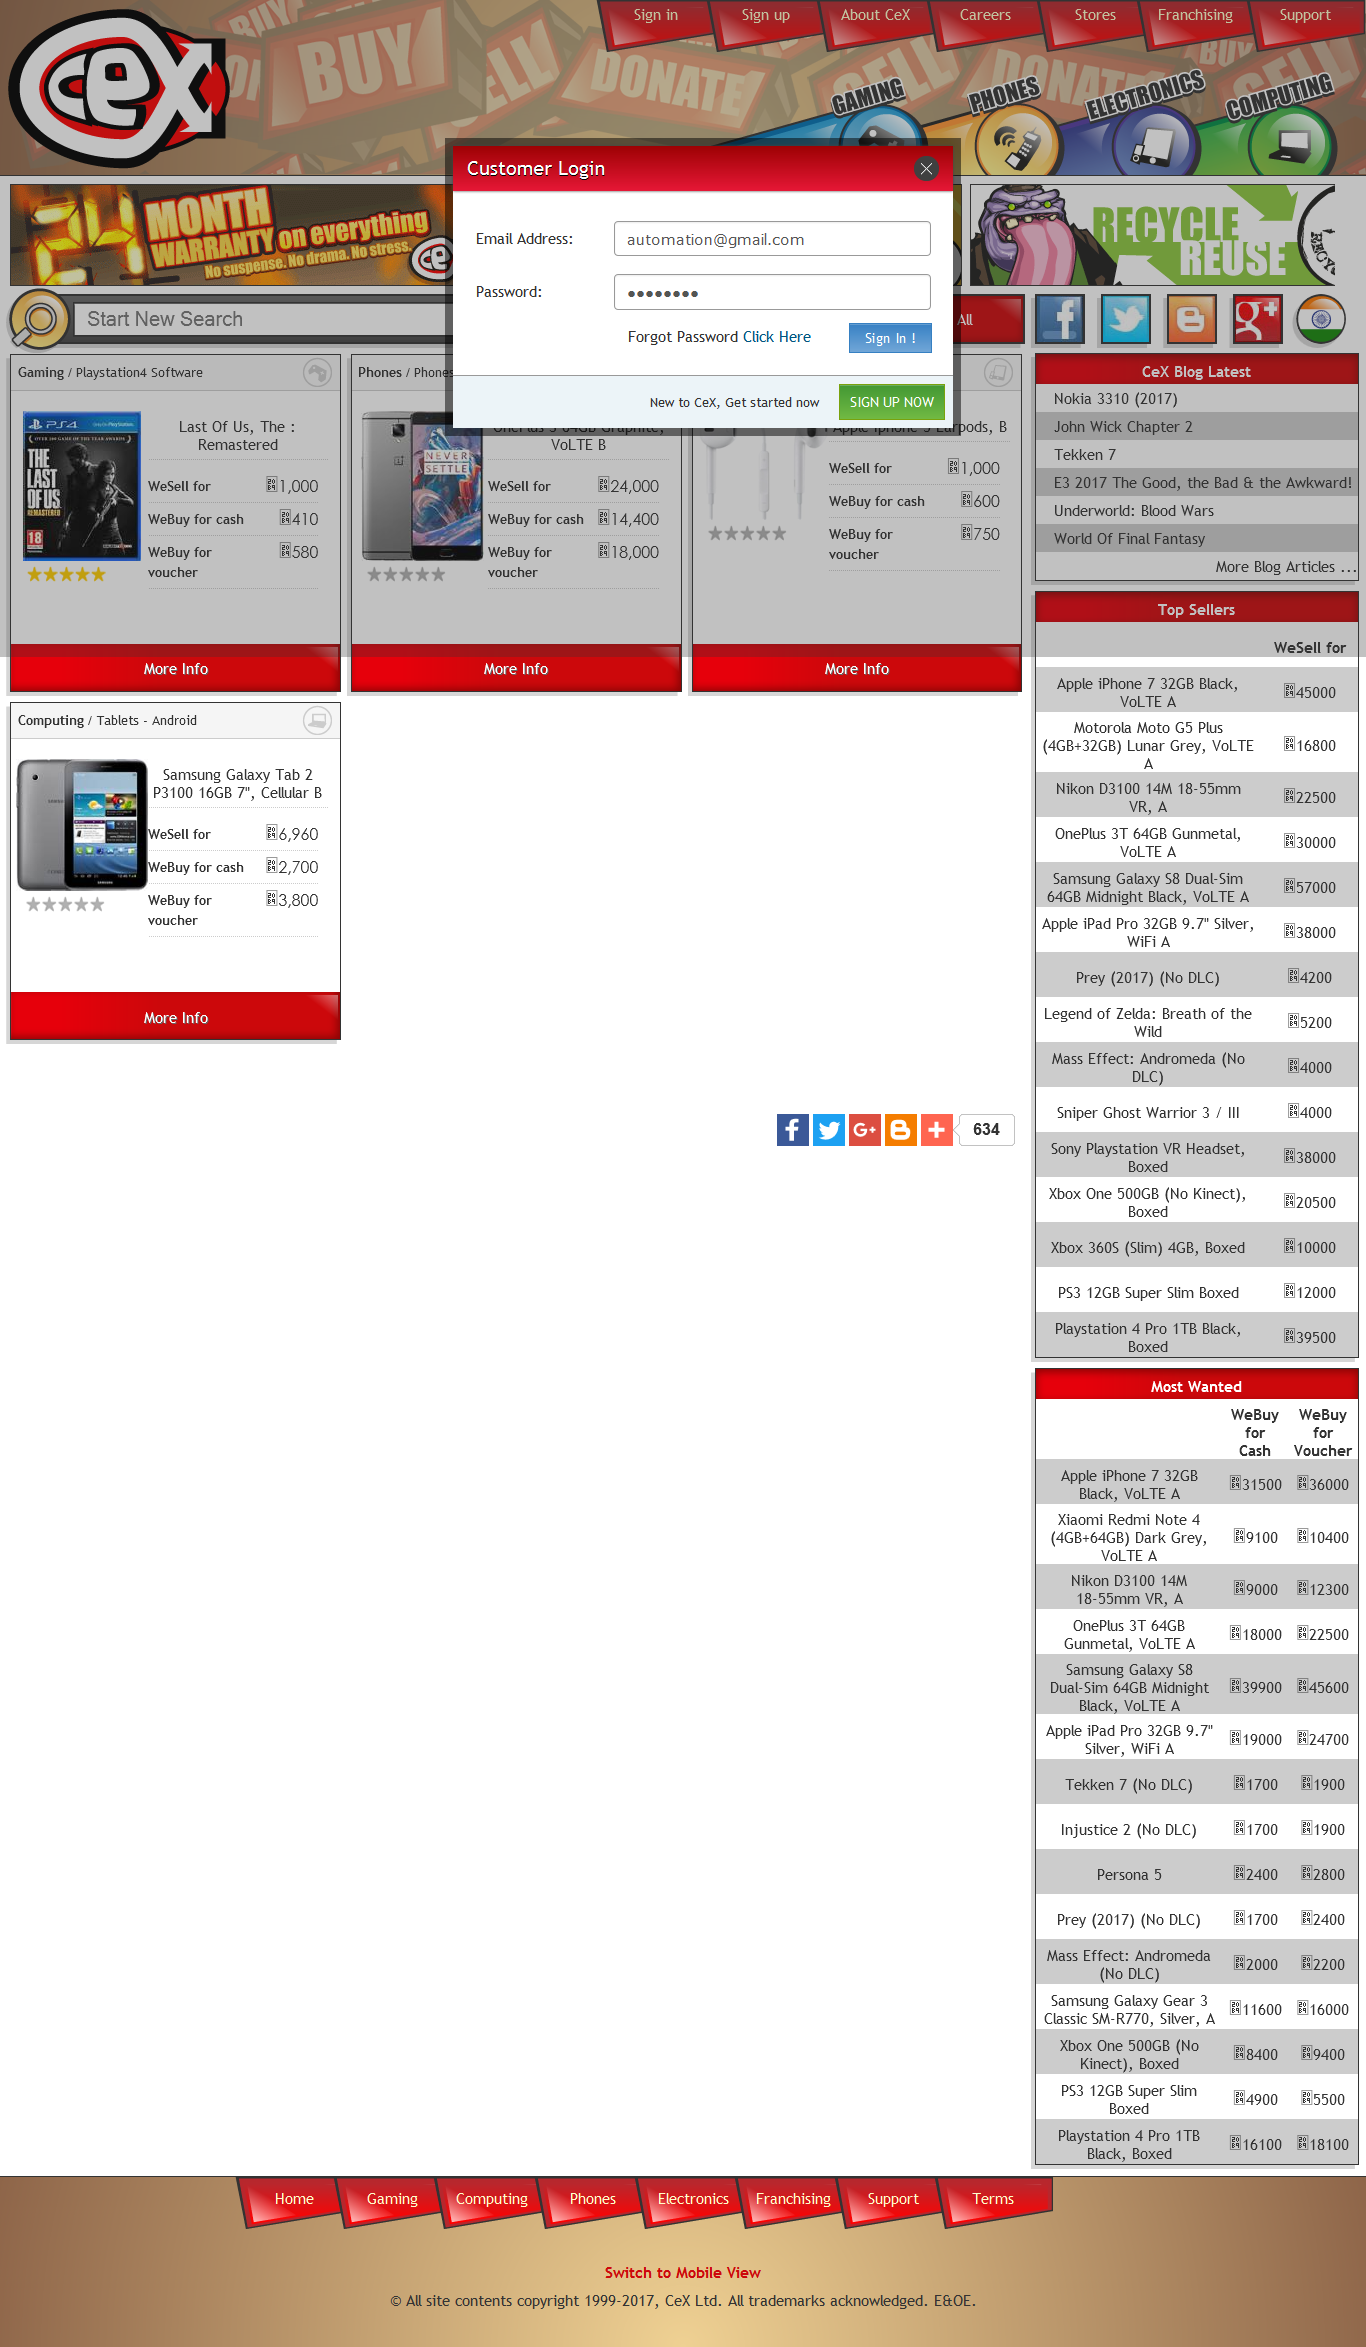 Sign in
Sign up
About CeX
Careers
Stores
Franchising
Support
cex
BUY
SELL
DONATE
BUY
SELL
DONATE
GAMING
PHONES
ELECTRONICS
COMPUTING
24 MONTH
WARRANTY on everything
No suspense. No drama. No stress.
RECYCLE
REUSE
Customer Login
Email Address:
automation@gmail.com
Password:
●●●●●●●●
Forgot Password Click Here
Sign In !
New to CeX, Get started now
SIGN UP NOW
Start New Search
All
Gaming / Playstation4 Software
Last Of Us, The :
Remastered
PS4
THE
LAST
OF US
REMASTERED
18
WeSell for 1,000
WeBuy for cash 410
WeBuy for
voucher
580
More Info
Phones / Phones
VoLTE B
NEVER
SETTLE
WeSell for 24,000
WeBuy for cash 14,400
WeBuy for
voucher
18,000
More Info
Apple iphone 5 Earpods, B
WeSell for 1,000
WeBuy for cash 600
WeBuy for
voucher
750
More Info
Computing / Tablets - Android
Samsung Galaxy Tab 2
P3100 16GB 7", Cellular B
WeSell for 6,960
WeBuy for cash 2,700
WeBuy for
voucher
3,800
More Info
634
CeX Blog Latest
Nokia 3310 (2017)
John Wick Chapter 2
Tekken 7
E3 2017 The Good, the Bad & the Awkward!
Underworld: Blood Wars
World Of Final Fantasy
More Blog Articles ...
Top Sellers
WeSell for
Apple iPhone 7 32GB Black,
VoLTE A
45000
Motorola Moto G5 Plus
(4GB+32GB) Lunar Grey, VoLTE
A
16800
Nikon D3100 14M 18-55mm
VR, A
22500
OnePlus 3T 64GB Gunmetal,
VoLTE A
30000
Samsung Galaxy S8 Dual-Sim
64GB Midnight Black, VoLTE A
57000
Apple iPad Pro 32GB 9.7" Silver,
WiFi A
38000
Prey (2017) (No DLC) 4200
Legend of Zelda: Breath of the
Wild
5200
Mass Effect: Andromeda (No
DLC)
4000
Sniper Ghost Warrior 3 / III 4000
Sony Playstation VR Headset,
Boxed
38000
Xbox One 500GB (No Kinect),
Boxed
20500
Xbox 360S (Slim) 4GB, Boxed 10000
PS3 12GB Super Slim Boxed 12000
Playstation 4 Pro 1TB Black,
Boxed
39500
Most Wanted
WeBuy
for
Cash
WeBuy
for
Voucher
Apple iPhone 7 32GB
Black, VoLTE A
31500 36000
Xiaomi Redmi Note 4
(4GB+64GB) Dark Grey,
VoLTE A
9100 10400
Nikon D3100 14M
18-55mm VR, A
9000 12300
OnePlus 3T 64GB
Gunmetal, VoLTE A
18000 22500
Samsung Galaxy S8
Dual-Sim 64GB Midnight
Black, VoLTE A
39900 45600
Apple iPad Pro 32GB 9.7"
Silver, WiFi A
19000 24700
Tekken 7 (No DLC) 1700 1900
Injustice 2 (No DLC) 1700 1900
Persona 5 2400 2800
Prey (2017) (No DLC) 1700 2400
Mass Effect: Andromeda
(No DLC)
2000 2200
Samsung Galaxy Gear 3
Classic SM-R770, Silver, A
11600 16000
Xbox One 500GB (No
Kinect), Boxed
8400 9400
PS3 12GB Super Slim
Boxed
4900 5500
Playstation 4 Pro 1TB
Black, Boxed
16100 18100
Home
Gaming
Computing
Phones
Electronics
Franchising
Support
Terms
Switch to Mobile View
© All site contents copyright 1999-2017, CeX Ltd. All trademarks acknowledged. E&OE.